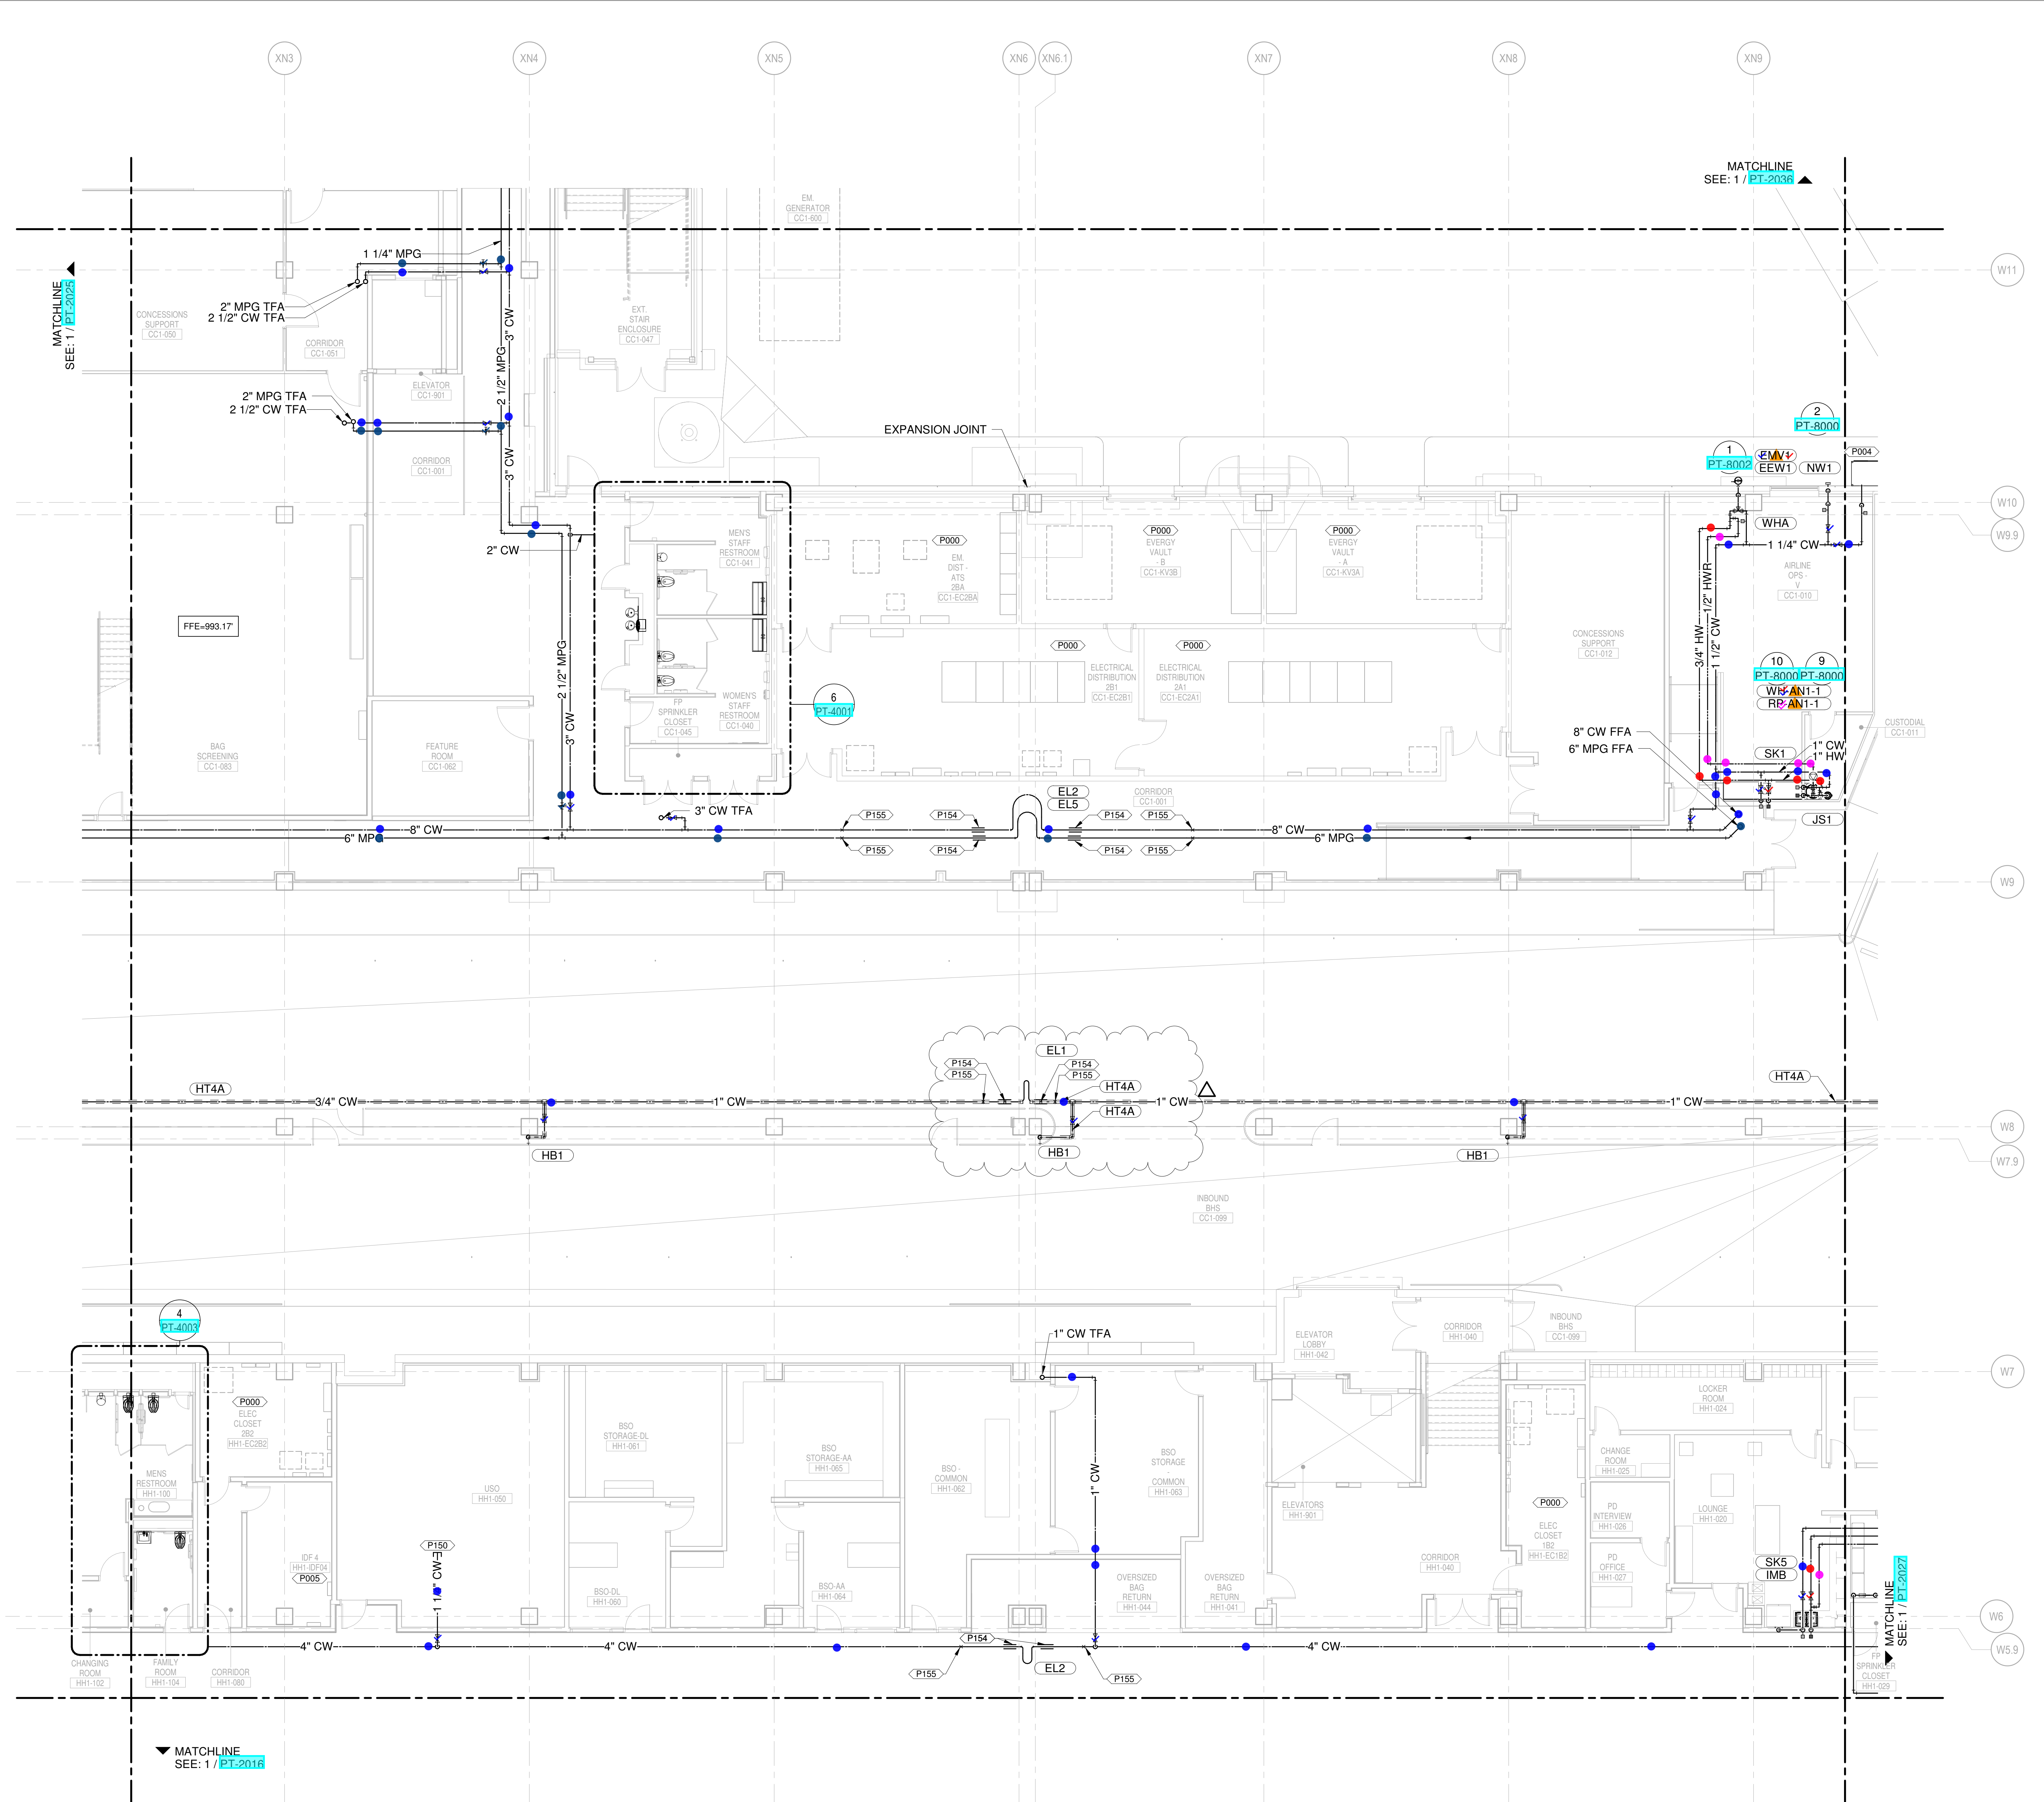 XN3
XN4
XN5
XN6
XN6.1
XN7
XN8
XN9
MATCHLINE
SEE: 1 / PT-2036
EM.
GENERATOR
CC1-600
W11
1 1/4" MPG
MATCHLINE
SEE: 1 / PT-2025
2" MPG TFA
2 1/2" CW TFA
CONCESSIONS
SUPPORT
CC1-050
CORRIDOR
CC1-051
3" CW
2 1/2" MPG
EXT.
STAIR
ENCLOSURE
CC1-047
ELEVATOR
CC1-901
2" MPG TFA
2 1/2" CW TFA
CORRIDOR
CC1-001
3" CW
EXPANSION JOINT
2
PT-8000
1
PT-8002
EMV1
EEW1
NW1
P004
W10
W9.9
2" CW
MEN'S
STAFF
RESTROOM
CC1-041
P000
EM.
DIST -
ATS
2BA
CC1-EC2BA
P000
EVERGY
VAULT
- B
CC1-KV3B
P000
EVERGY
VAULT
- A
CC1-KV3A
WHA
1 1/4" CW
AIRLINE
OPS -
V
CC1-010
1/2" HWR
3/4" HW
1 1/2" CW
FFE=993.17'
CONCESSIONS
SUPPORT
CC1-012
P000
P000
ELECTRICAL
DISTRIBUTION
2B1
CC1-EC2B1
ELECTRICAL
DISTRIBUTION
2A1
CC1-EC2A1
10
PT-8000
9
PT-8000
WH-AN1-1
RP-AN1-1
2 1/2" MPG
3" CW
WOMEN'S
STAFF
RESTROOM
CC1-040
FP
SPRINKLER
CLOSET
CC1-045
6
PT-4001
CUSTODIAL
CC1-011
BAG
SCREENING
CC1-083
FEATURE
ROOM
CC1-062
8" CW FFA
6" MPG FFA
SK1
1" CW
1" HW
EL2
EL5
CORRIDOR
CC1-001
3" CW TFA
P155
P154
P154
P155
JS1
8" CW
8" CW
6" MPG
6" MPG
P155
P154
P154
P155
W9
EL1
P154
P155
P154
P155
HT4A
HT4A
HT4A
3/4" CW
1" CW
1" CW
1" CW
HT4A
HB1
HB1
HB1
W8
W7.9
INBOUND
BHS
CC1-099
4
PT-4003
1" CW TFA
ELEVATOR
LOBBY
HH1-042
CORRIDOR
HH1-040
INBOUND
BHS
CC1-099
W7
P000
ELEC
CLOSET
2B2
HH1-EC2B2
BSO
STORAGE-DL
HH1-061
BSO
STORAGE-AA
HH1-065
BSO -
COMMON
HH1-062
1" CW
BSO
STORAGE
-
COMMON
HH1-063
LOCKER
ROOM
HH1-024
CHANGE
ROOM
HH1-025
MENS
RESTROOM
HH1-100
USO
HH1-050
ELEVATORS
HH1-901
P000
ELEC
CLOSET
1B2
HH1-EC1B2
PD
INTERVIEW
HH1-026
LOUNGE
HH1-020
P150
IDF 4
HH1-IDF04
P005
BSO-DL
HH1-060
BSO-AA
HH1-064
OVERSIZED
BAG
RETURN
HH1-044
OVERSIZED
BAG
RETURN
HH1-041
CORRIDOR
HH1-040
PD
OFFICE
HH1-027
SK5
IMB
MATCHLINE
SEE: 1 / PT-2027
W6
W5.9
4" CW
4" CW
P154
4" CW
P155
EL2
P155
CHANGING
ROOM
HH1-102
FAMILY
ROOM
HH1-104
CORRIDOR
HH1-080
FP
SPRINKLER
CLOSET
HH1-029
MATCHLINE
SEE: 1 / PT-2016